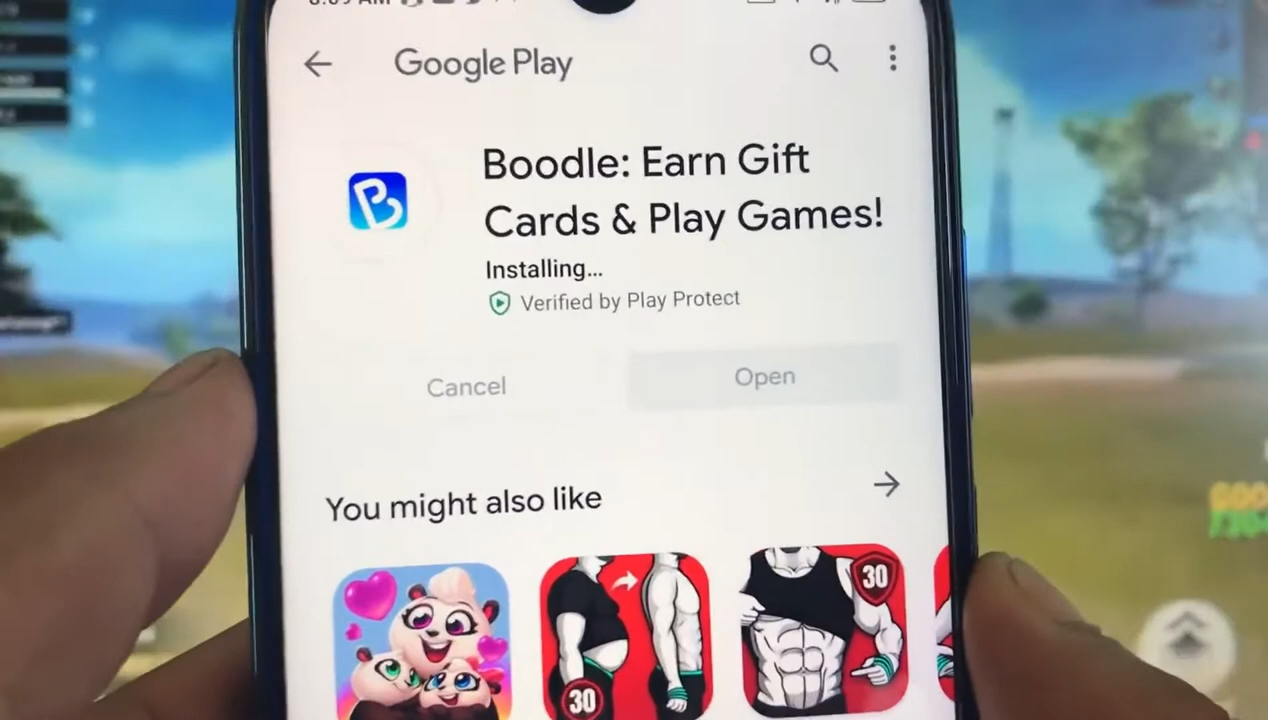 Google Play
Boodle: Earn Gift
Cards & Play Games!
Installing...
Verified by Play Protect
Cancel
Open
You might also like
30
30